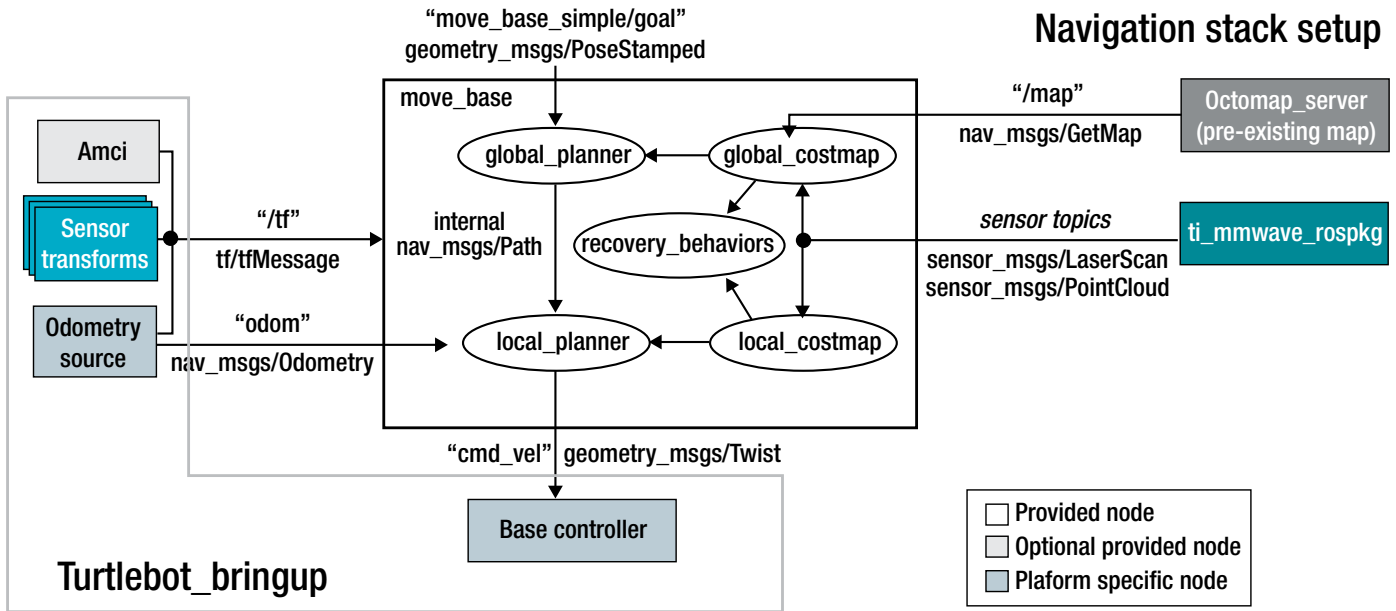 “move_base_simple/goal”
geometry_msgs/PoseStamped
Navigation stack setup
move_base
“/map”
nav_msgs/GetMap
Octomap_server
(pre-existing map)
Amci
global_planner
global_costmap
Sensor
transforms
“/tf”
tf/tfMessage
internal
nav_msgs/Path
recovery_behaviors
sensor topics
sensor_msgs/LaserScan
sensor_msgs/PointCloud
ti_mmwave_rospkg
Odometry
source
“odom”
nav_msgs/Odometry
local_planner
local_costmap
“cmd_vel” geometry_msgs/Twist
Base controller
Turtlebot_bringup
Provided node
Optional provided node
Plaform specific node